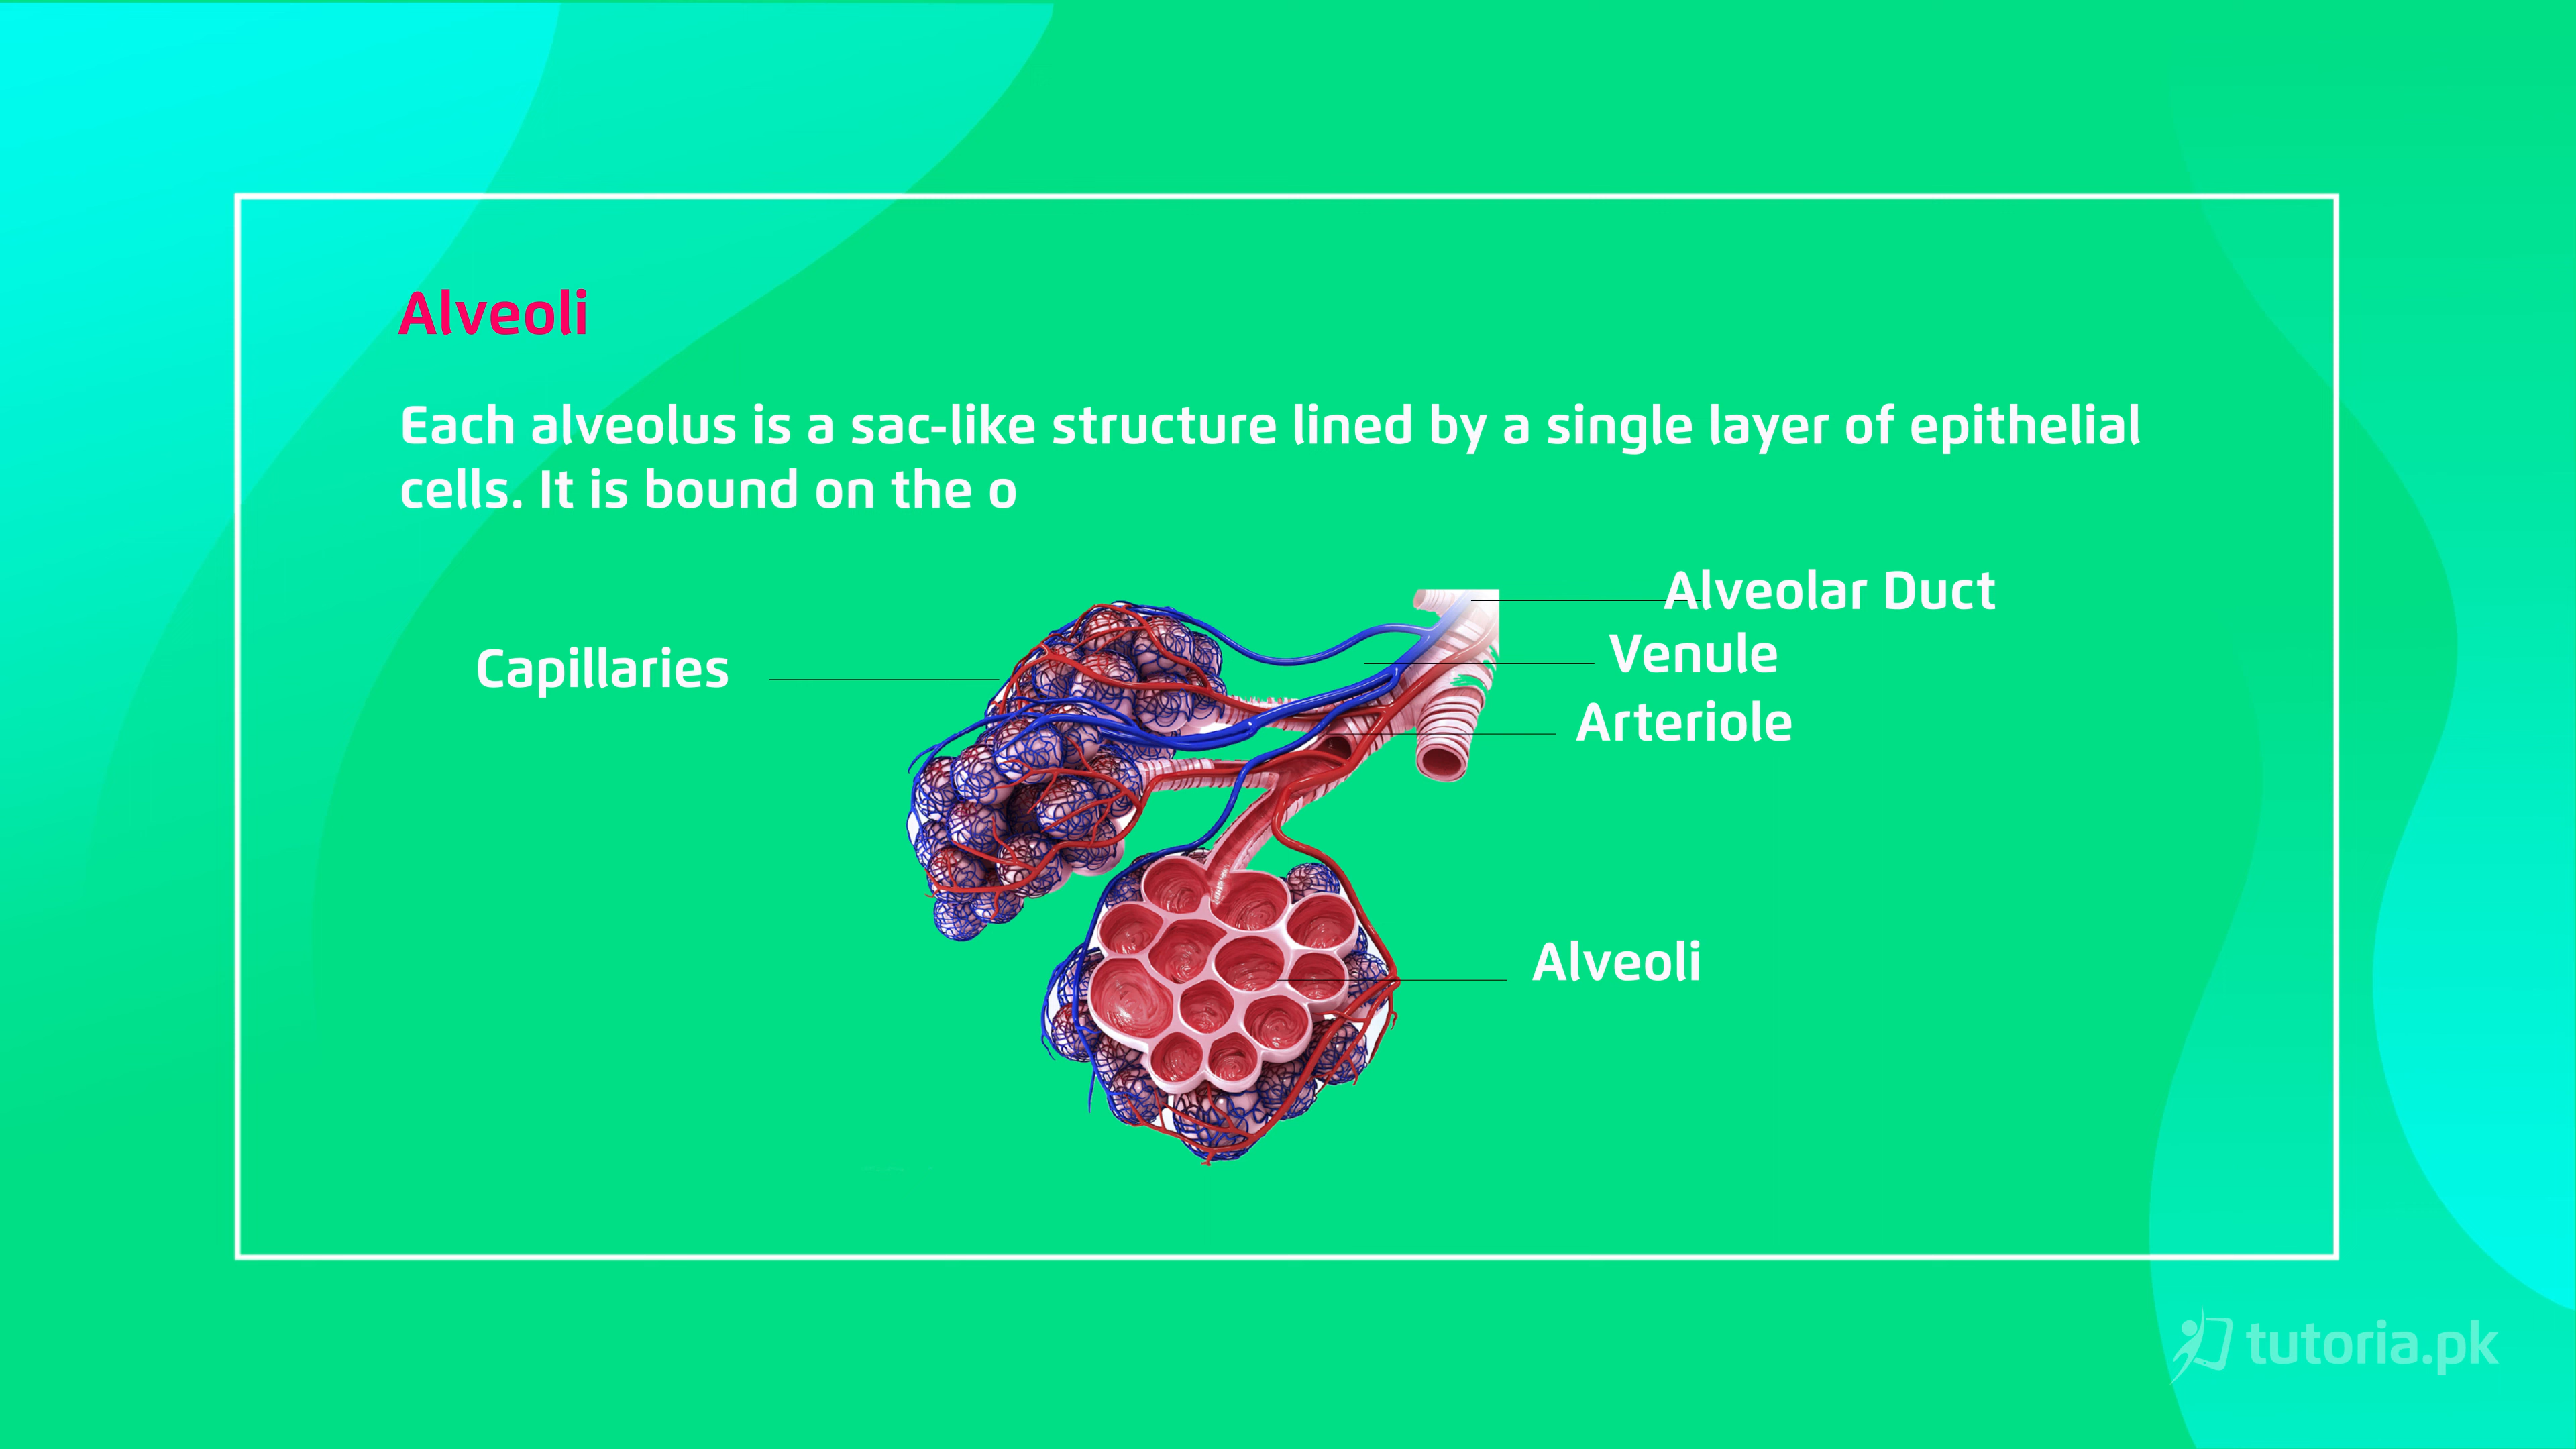 Alveoli
Each alveolus is a sac-like structure lined by a single layer of epithelial
cells. It is bound on the o
Alveolar Duct
Capillaries
Venule
Arteriole
Alveoli
tutoria.pk